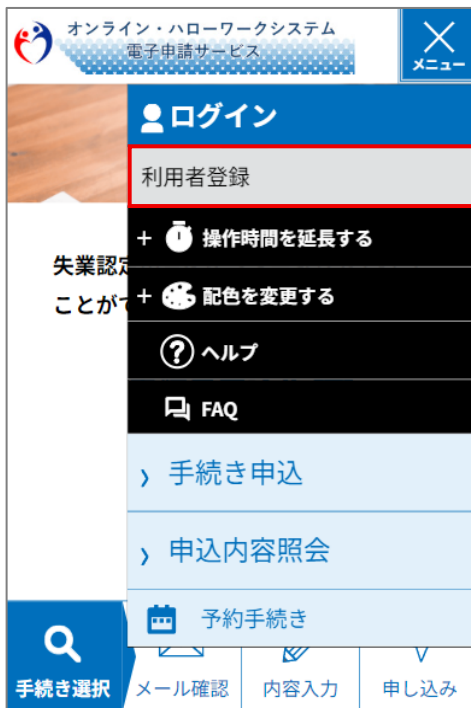 オンライン・ハローワークシステム
電子申請サービス
メニュー
ログイン
利用者登録
+ 操作時間を延長する
失業認定
+ 配色を変更する
ことがで
? ヘルプ
FAQ
› 手続き申込
› 申込内容照会
予約手続き
手続き選択
メール確認
内容入力
申し込み